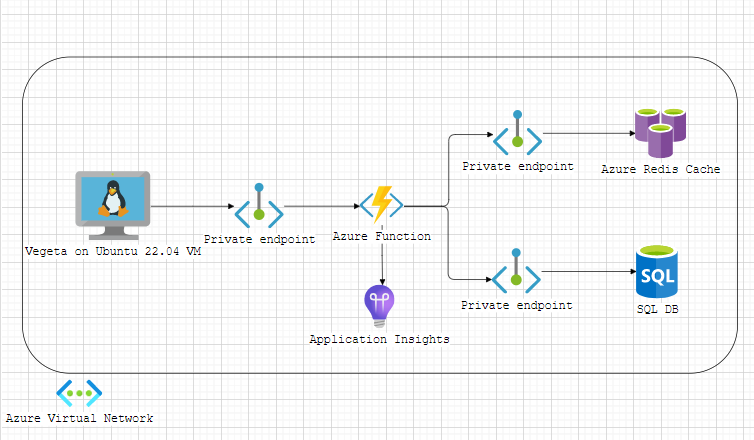 Private endpoint
Azure Redis Cache
Vegeta on Ubuntu 22.04 VM
Private endpoint
Azure Function
Private endpoint
SQL
SQL DB
Application Insights
Azure Virtual Network